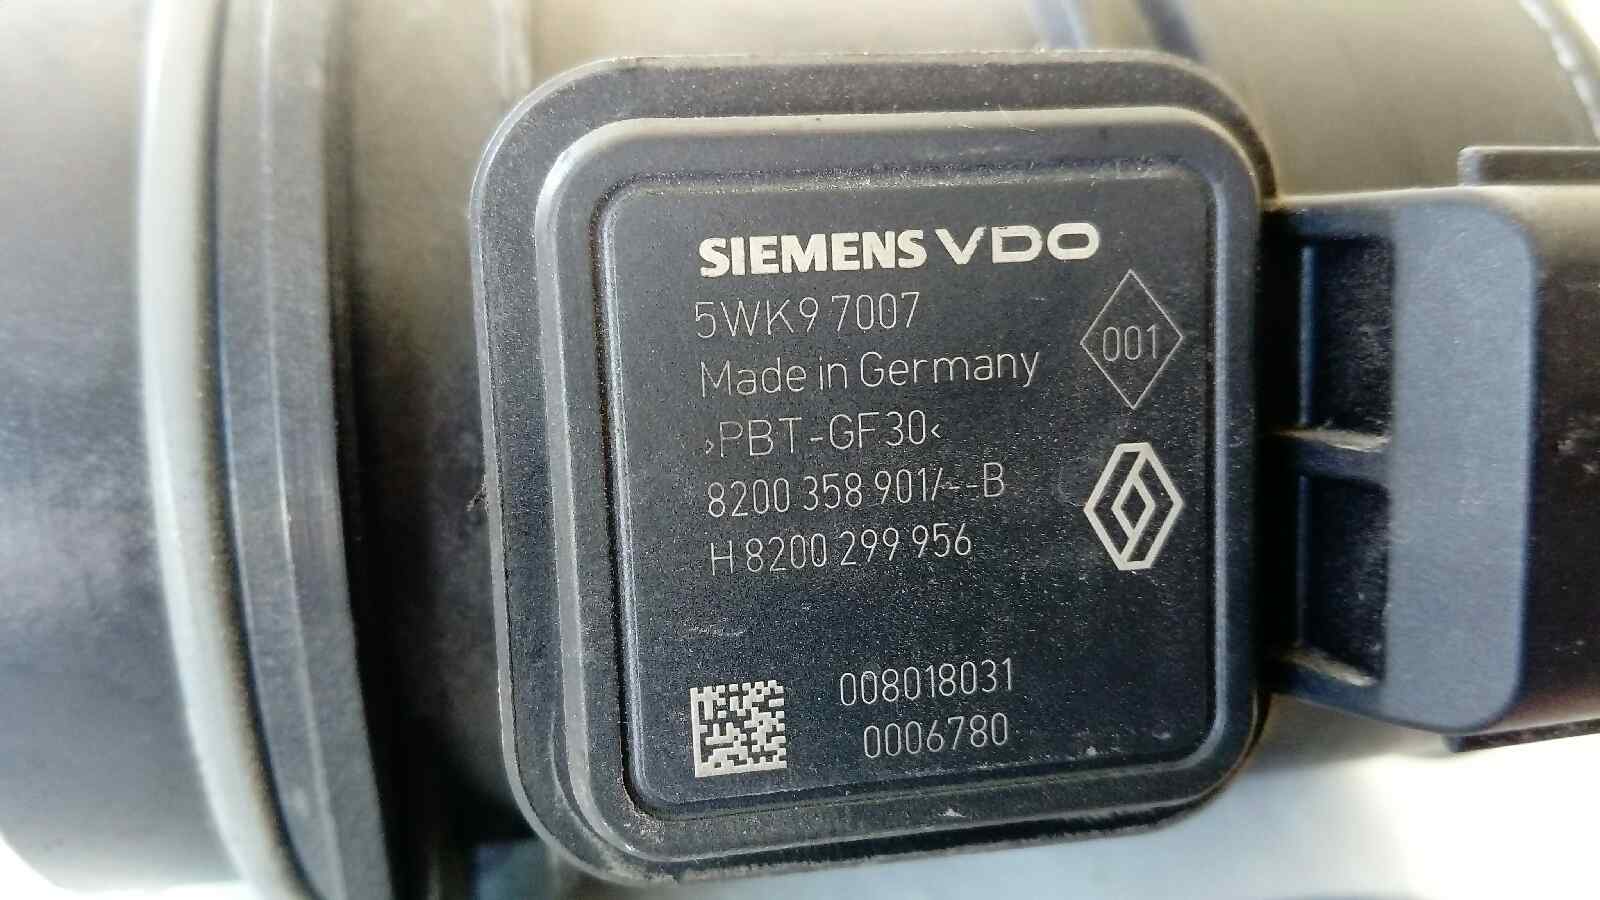 SIEMENS VDO
5WK9 7007
001
Made in Germany
›PBT-GF30‹
8200 358 901/--B
H 8200 299 956
008018031
0006780